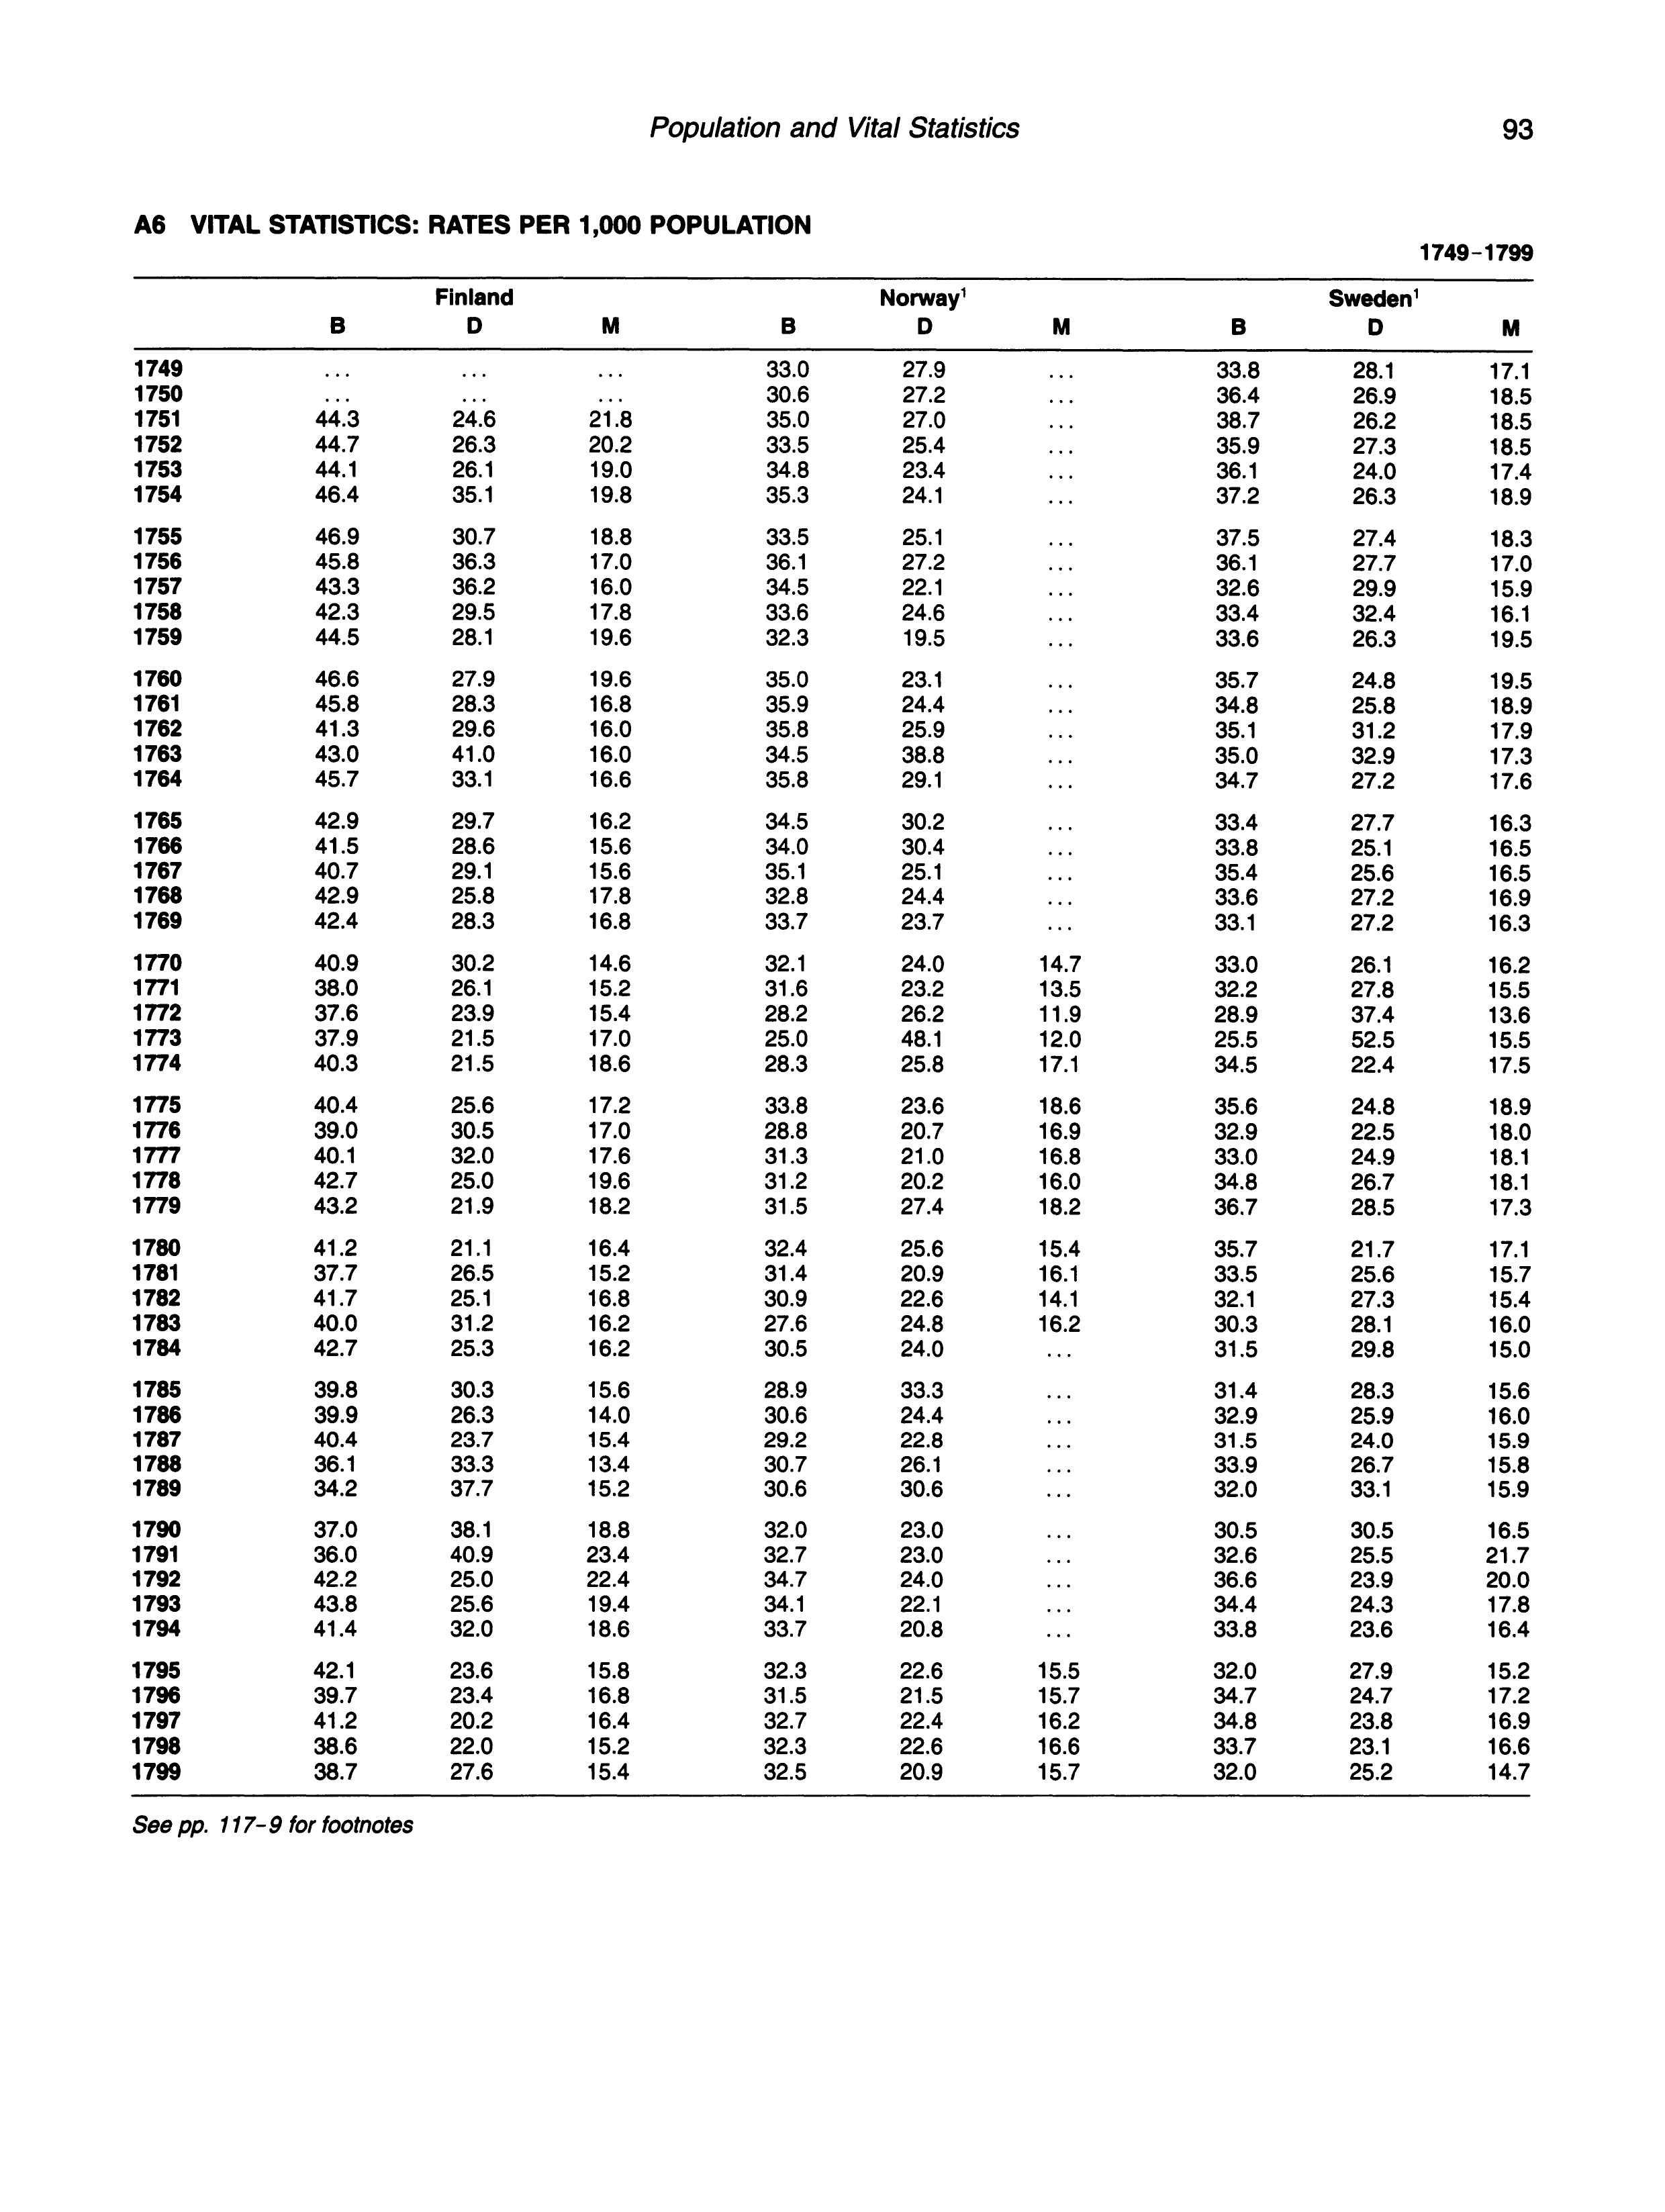 Population and Vital Statistics 93
A6 VITAL STATISTICS: RATES PER 1,000 POPULATION
1749-1799
Finland Norway¹ Sweden¹
B D M B D M B D M
1749 ... ... ... 33.0 27.9 ... 33.8 28.1 17.1
1750 ... ... ... 30.6 27.2 ... 36.4 26.9 18.5
1751 44.3 24.6 21.8 35.0 27.0 ... 38.7 26.2 18.5
1752 44.7 26.3 20.2 33.5 25.4 ... 35.9 27.3 18.5
1753 44.1 26.1 19.0 34.8 23.4 ... 36.1 24.0 17.4
1754 46.4 35.1 19.8 35.3 24.1 ... 37.2 26.3 18.9
1755 46.9 30.7 18.8 33.5 25.1 ... 37.5 27.4 18.3
1756 45.8 36.3 17.0 36.1 27.2 ... 36.1 27.7 17.0
1757 43.3 36.2 16.0 34.5 22.1 ... 32.6 29.9 15.9
1758 42.3 29.5 17.8 33.6 24.6 ... 33.4 32.4 16.1
1759 44.5 28.1 19.6 32.3 19.5 ... 33.6 26.3 19.5
1760 46.6 27.9 19.6 35.0 23.1 ... 35.7 24.8 19.5
1761 45.8 28.3 16.8 35.9 24.4 ... 34.8 25.8 18.9
1762 41.3 29.6 16.0 35.8 25.9 ... 35.1 31.2 17.9
1763 43.0 41.0 16.0 34.5 38.8 ... 35.0 32.9 17.3
1764 45.7 33.1 16.6 35.8 29.1 ... 34.7 27.2 17.6
1765 42.9 29.7 16.2 34.5 30.2 ... 33.4 27.7 16.3
1766 41.5 28.6 15.6 34.0 30.4 ... 33.8 25.1 16.5
1767 40.7 29.1 15.6 35.1 25.1 ... 35.4 25.6 16.5
1768 42.9 25.8 17.8 32.8 24.4 ... 33.6 27.2 16.9
1769 42.4 28.3 16.8 33.7 23.7 ... 33.1 27.2 16.3
1770 40.9 30.2 14.6 32.1 24.0 14.7 33.0 26.1 16.2
1771 38.0 26.1 15.2 31.6 23.2 13.5 32.2 27.8 15.5
1772 37.6 23.9 15.4 28.2 26.2 11.9 28.9 37.4 13.6
1773 37.9 21.5 17.0 25.0 48.1 12.0 25.5 52.5 15.5
1774 40.3 21.5 18.6 28.3 25.8 17.1 34.5 22.4 17.5
1775 40.4 25.6 17.2 33.8 23.6 18.6 35.6 24.8 18.9
1776 39.0 30.5 17.0 28.8 20.7 16.9 32.9 22.5 18.0
1777 40.1 32.0 17.6 31.3 21.0 16.8 33.0 24.9 18.1
1778 42.7 25.0 19.6 31.2 20.2 16.0 34.8 26.7 18.1
1779 43.2 21.9 18.2 31.5 27.4 18.2 36.7 28.5 17.3
1780 41.2 21.1 16.4 32.4 25.6 15.4 35.7 21.7 17.1
1781 37.7 26.5 15.2 31.4 20.9 16.1 33.5 25.6 15.7
1782 41.7 25.1 16.8 30.9 22.6 14.1 32.1 27.3 15.4
1783 40.0 31.2 16.2 27.6 24.8 16.2 30.3 28.1 16.0
1784 42.7 25.3 16.2 30.5 24.0 ... 31.5 29.8 15.0
1785 39.8 30.3 15.6 28.9 33.3 ... 31.4 28.3 15.6
1786 39.9 26.3 14.0 30.6 24.4 ... 32.9 25.9 16.0
1787 40.4 23.7 15.4 29.2 22.8 ... 31.5 24.0 15.9
1788 36.1 33.3 13.4 30.7 26.1 ... 33.9 26.7 15.8
1789 34.2 37.7 15.2 30.6 30.6 ... 32.0 33.1 15.9
1790 37.0 38.1 18.8 32.0 23.0 ... 30.5 30.5 16.5
1791 36.0 40.9 23.4 32.7 23.0 ... 32.6 25.5 21.7
1792 42.2 25.0 22.4 34.7 24.0 ... 36.6 23.9 20.0
1793 43.8 25.6 19.4 34.1 22.1 ... 34.4 24.3 17.8
1794 41.4 32.0 18.6 33.7 20.8 ... 33.8 23.6 16.4
1795 42.1 23.6 15.8 32.3 22.6 15.5 32.0 27.9 15.2
1796 39.7 23.4 16.8 31.5 21.5 15.7 34.7 24.7 17.2
1797 41.2 20.2 16.4 32.7 22.4 16.2 34.8 23.8 16.9
1798 38.6 22.0 15.2 32.3 22.6 16.6 33.7 23.1 16.6
1799 38.7 27.6 15.4 32.5 20.9 15.7 32.0 25.2 14.7
See pp. 117-9 for footnotes